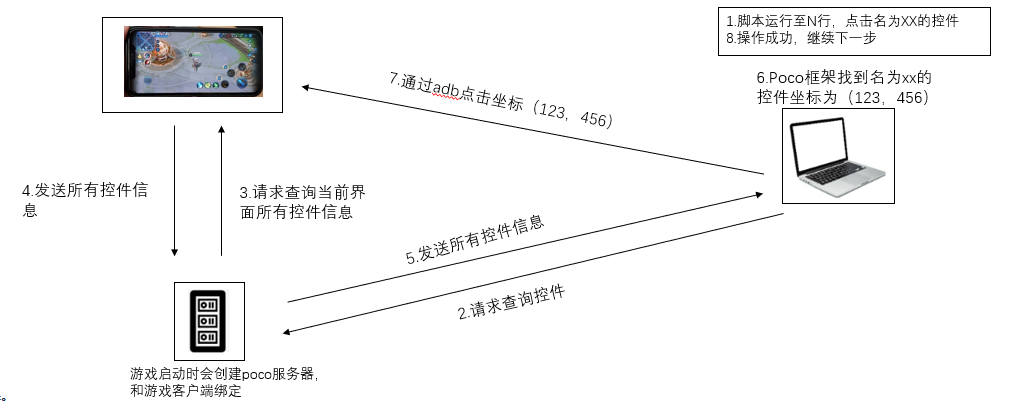 1.脚本运行至N行，点击名为XX的控件
8.操作成功，继续下一步
6.Poco框架找到名为xx的
控件坐标为（123，456）
7.通过adb点击坐标（123，456）
4.发送所有控件信
息
3.请求查询当前界
面所有控件信息
5.发送所有控件信息
2.请求查询控件
游戏启动时会创建poco服务器，
和游戏客户端绑定